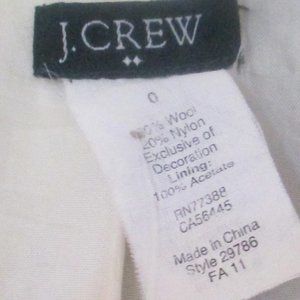 J.CREW
0
% Wool
20% Nylon
Exclusive of
Decoration
Lining:
100% Acetate
RN77388
CA56445
Made in China
Style 29786
FA 11